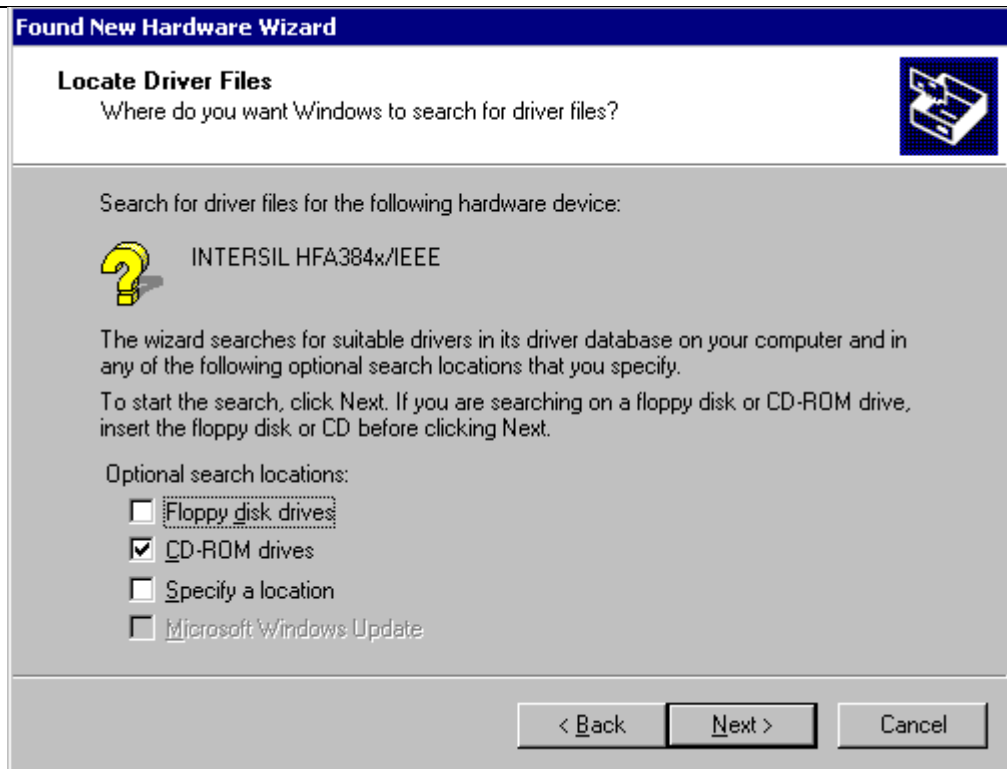 Found New Hardware Wizard
Locate Driver Files
Where do you want Windows to search for driver files?
Search for driver files for the following hardware device:
INTERSIL HFA384x/IEEE
The wizard searches for suitable drivers in its driver database on your computer and in
any of the following optional search locations that you specify.
To start the search, click Next. If you are searching on a floppy disk or CD-ROM drive,
insert the floppy disk or CD before clicking Next.
Optional search locations:
Floppy disk drives
CD-ROM drives
Specify a location
Microsoft Windows Update
< Back Next > Cancel